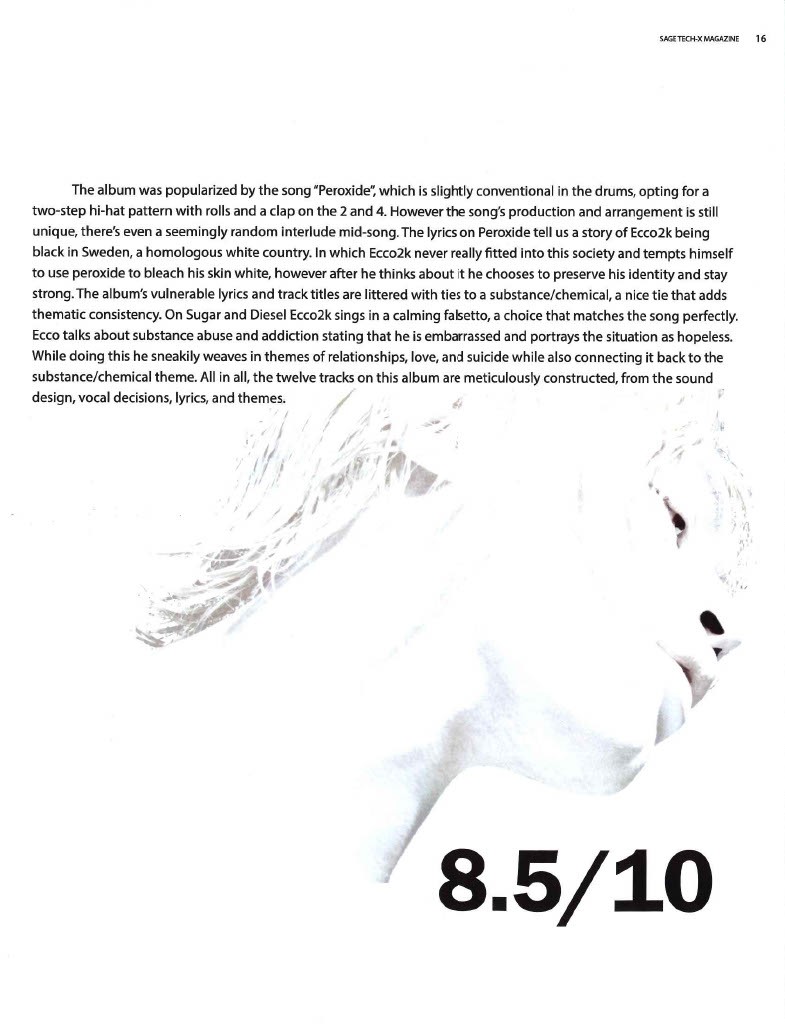 SAGE TECH-X MAGAZINE 16
The album was popularized by the song "Peroxide", which is slightly conventional in the drums, opting for a
two-step hi-hat pattern with rolls and a clap on the 2 and 4. However the song's production and arrangement is still
unique, there's even a seemingly random interlude mid-song. The lyrics on Peroxide tell us a story of Ecco2k being
black in Sweden, a homologous white country. In which Ecco2k never really fitted into this society and tempts himself
to use peroxide to bleach his skin white, however after he thinks about it he chooses to preserve his identity and stay
strong. The album's vulnerable lyrics and track titles are littered with ties to a substance/chemical, a nice tie that adds
thematic consistency. On Sugar and Diesel Ecco2k sings in a calming falsetto, a choice that matches the song perfectly.
Ecco talks about substance abuse and addiction stating that he is embarrassed and portrays the situation as hopeless.
While doing this he sneakily weaves in themes of relationships, love, and suicide while also connecting it back to the
substance/chemical theme. All in all, the twelve tracks on this album are meticulously constructed, from the sound
design, vocal decisions, lyrics, and themes.
8.5/10